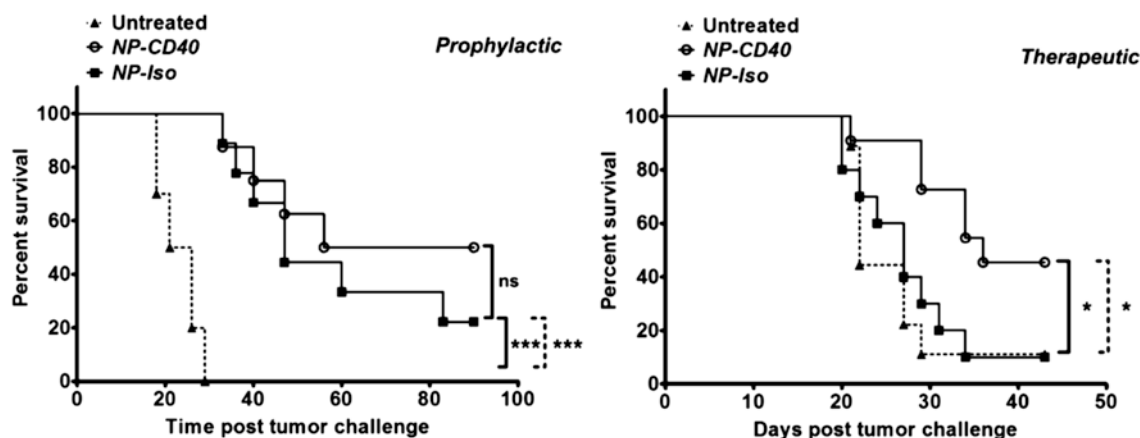 Untreated
NP-CD40
NP-Iso
Prophylactic
Percent survival
100
80
60
40
20
0
ns
***
***
0 20 40 60 80 100
Time post tumor challenge
Untreated
NP-CD40
NP-Iso
Therapeutic
Percent survival
100
80
60
40
20
0
*
*
0 10 20 30 40 50
Days post tumor challenge